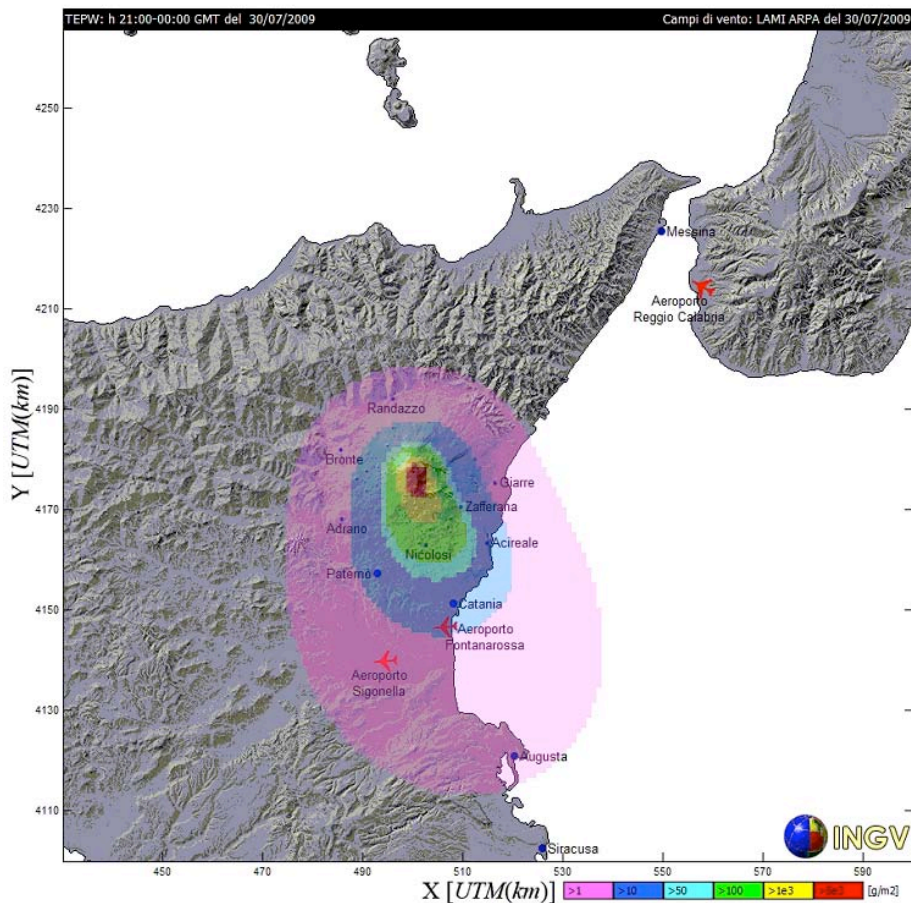 TEPW: h 21:00-00:00 GMT del 30/07/2009
Campi di vento: LAMI ARPA del 30/07/2009
Y [UTM(km)]
4250
4230
4210
4190
4170
4150
4130
4110
Messina
Aeroporto
Reggio Calabria
Randazzo
Bronte
Giarre
Zafferana
Adrano
Acireale
Nicolosi
Paternò
Catania
Aeroporto
Fontanarossa
Aeroporto
Sigonella
Augusta
Siracusa
INGV
450
470
490
510
530
550
570
590
X [UTM(km)]
>1 >10 >50 >100 >1e3 >5e3 [g/m2]